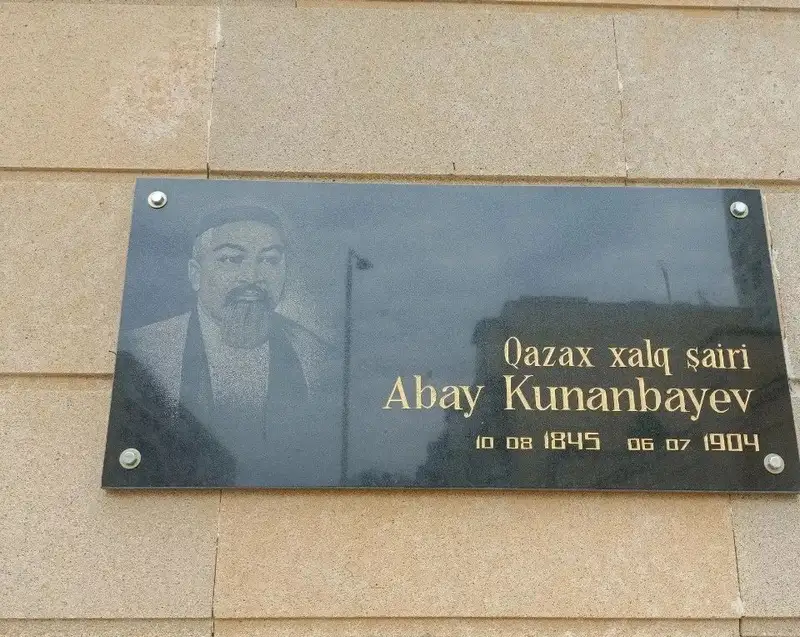 Qazax xalq şairi
Abay Kunanbayev
10 08 1845 06 07 1904